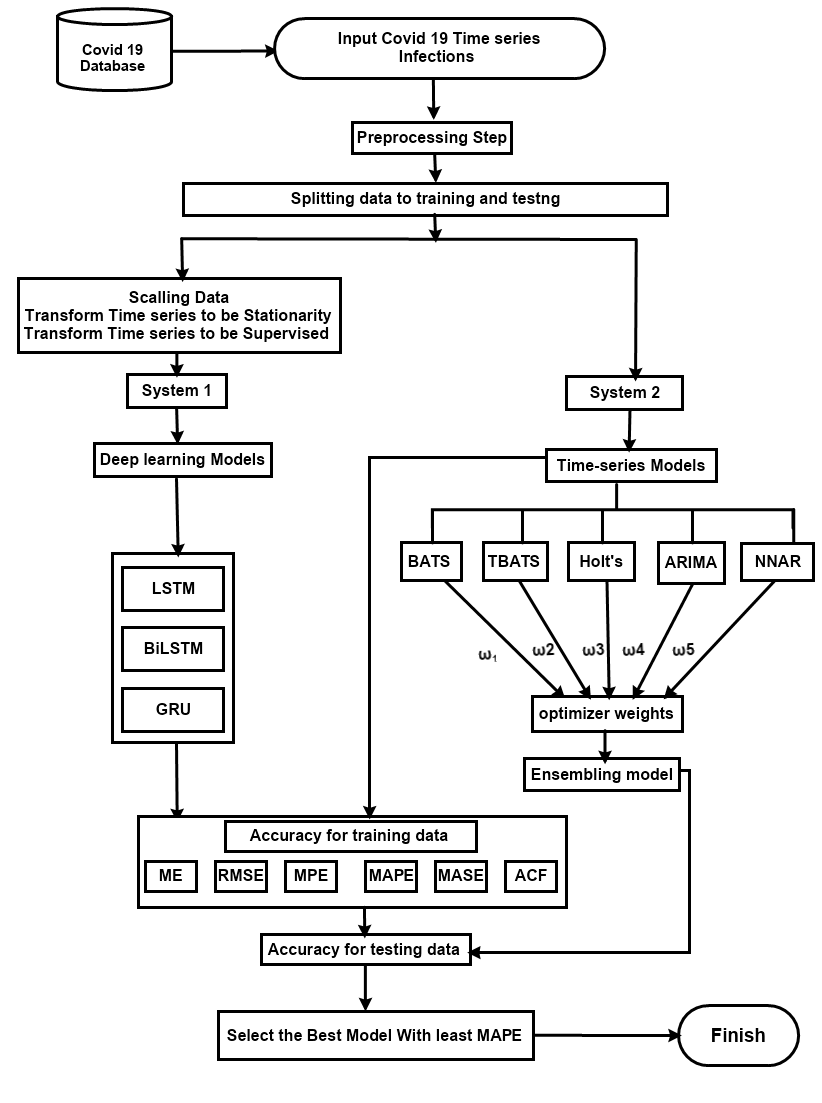 Covid 19
Database
Input Covid 19 Time series
Infections
Preprocessing Step
Splitting data to training and testng
Scalling Data
Transform Time series to be Stationarity
Transform Time series to be Supervised
System 1
System 2
Deep learning Models
Time-series Models
BATS
TBATS
Holt's
ARIMA
NNAR
LSTM
BiLSTM
GRU
ω₁
ω2
ω3
ω4
ω5
optimizer weights
Ensembling model
Accuracy for training data
ME
RMSE
MPE
MAPE
MASE
ACF
Accuracy for testing data
Select the Best Model With least MAPE
Finish